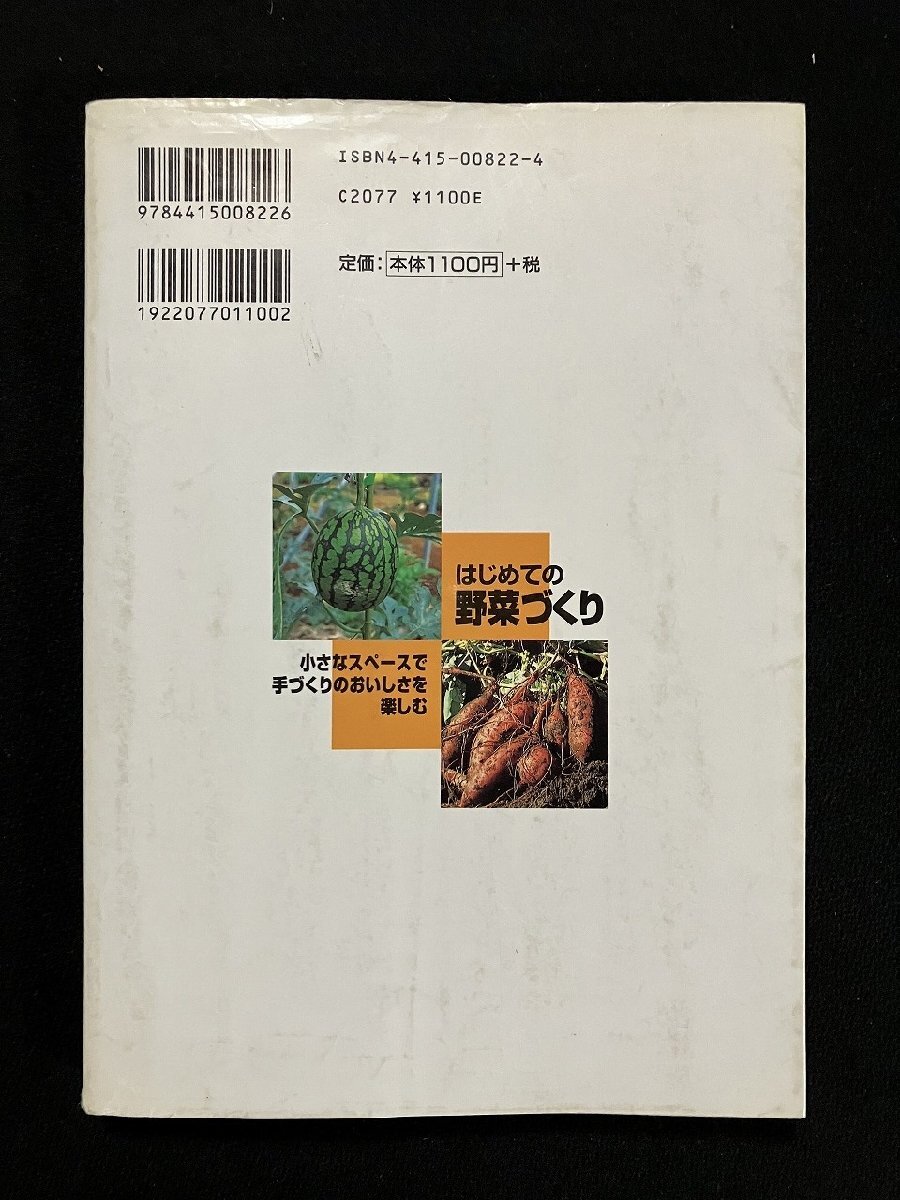 ISBN4-415-00822-4
C2077 ¥1100E
9784415008226
定価：本体1100円＋税
1922077011002
はじめての
野菜づくり
小さなスペースで
手づくりのおいしさを
楽しむ